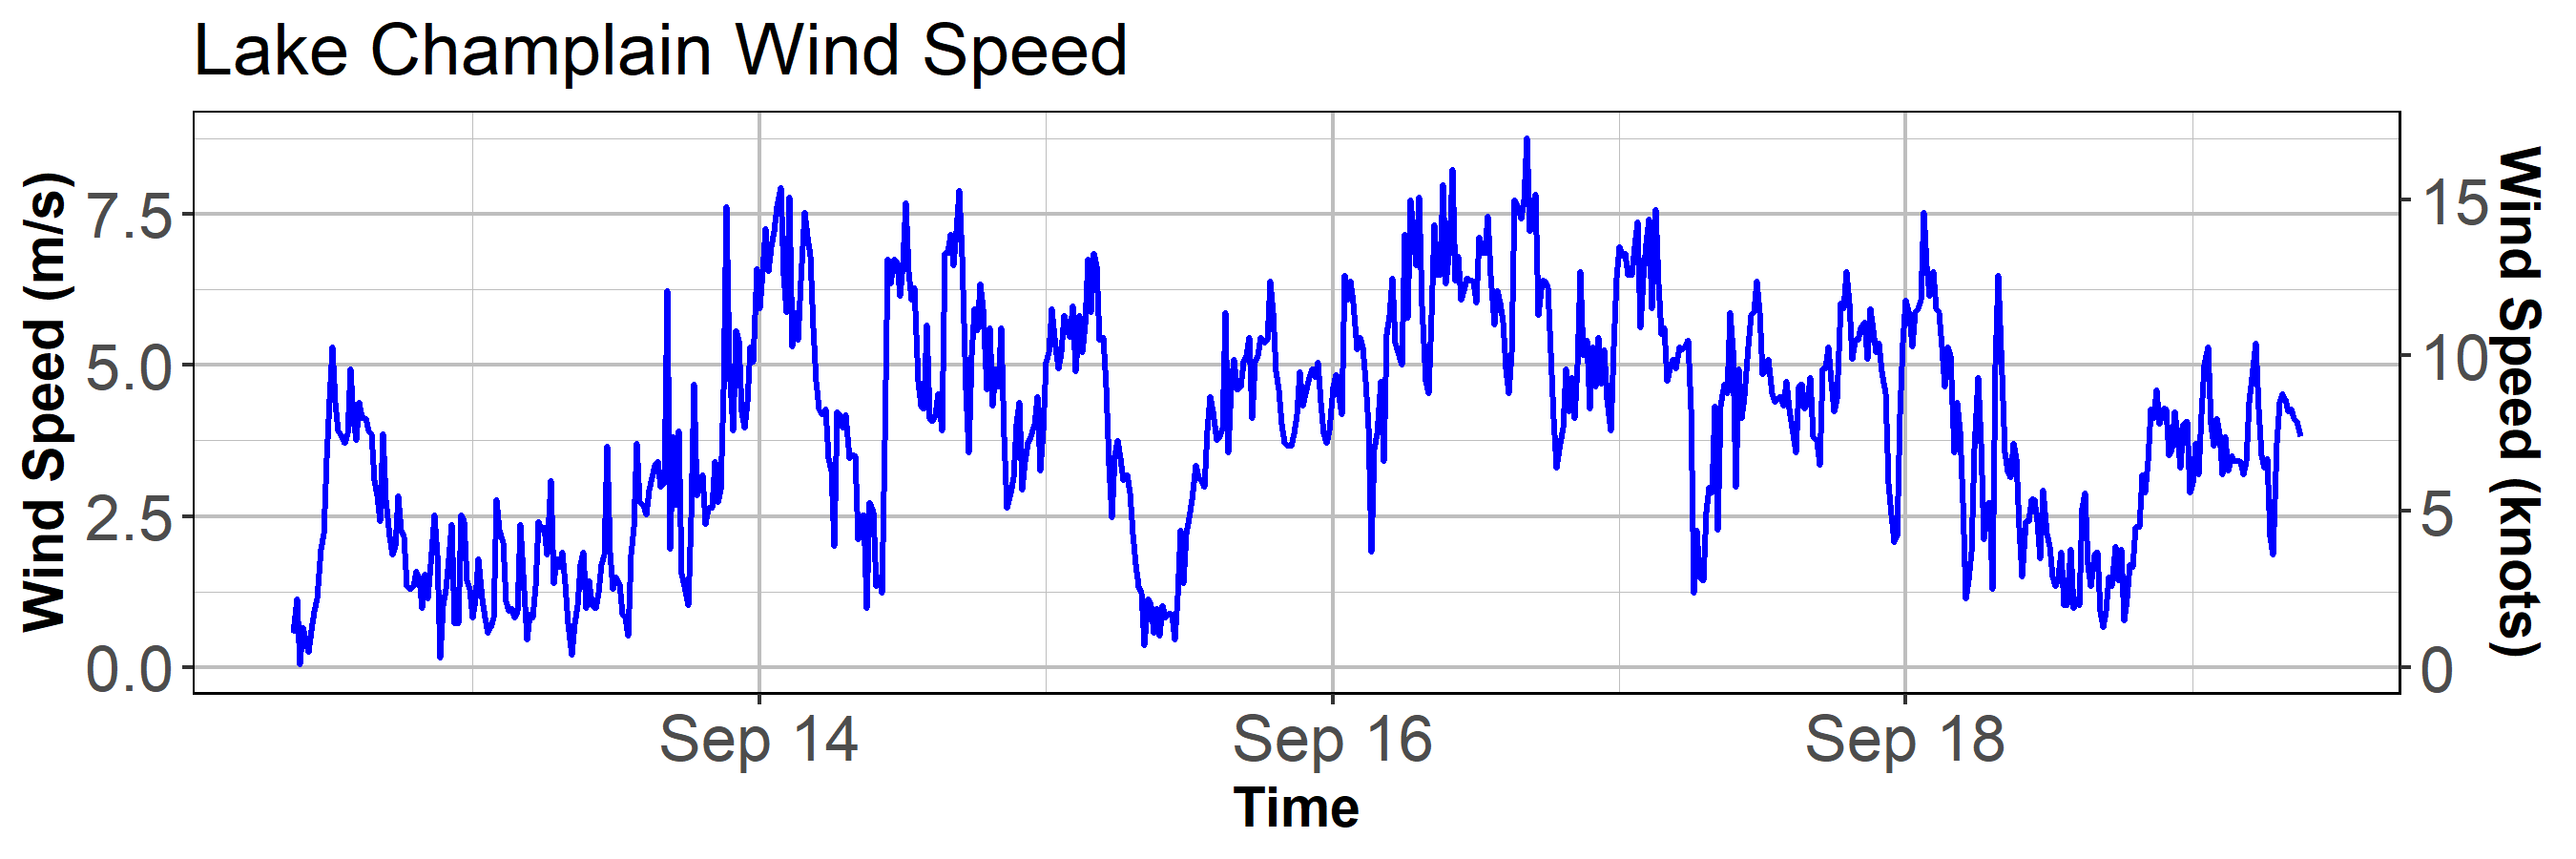 Lake Champlain Wind Speed
Wind Speed (m/s)
7.5
5.0
2.5
0.0
15
10
5
0
Wind Speed (knots)
Sep 14
Sep 16
Sep 18
Time